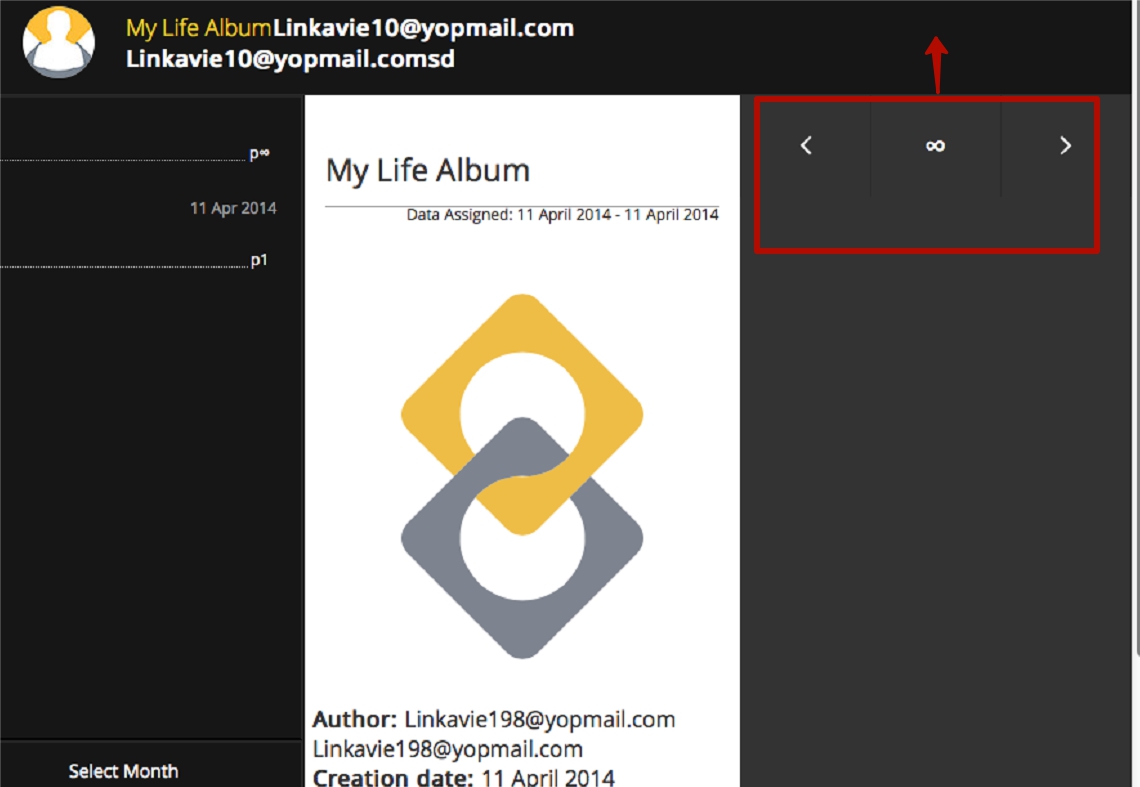 My Life AlbumLinkavie10@yopmail.com
Linkavie10@yopmail.comsd
p∞
11 Apr 2014
p1
Select Month
My Life Album
Data Assigned: 11 April 2014 - 11 April 2014
Author: Linkavie198@yopmail.com
Linkavie198@yopmail.com
Creation date: 11 April 2014
∞